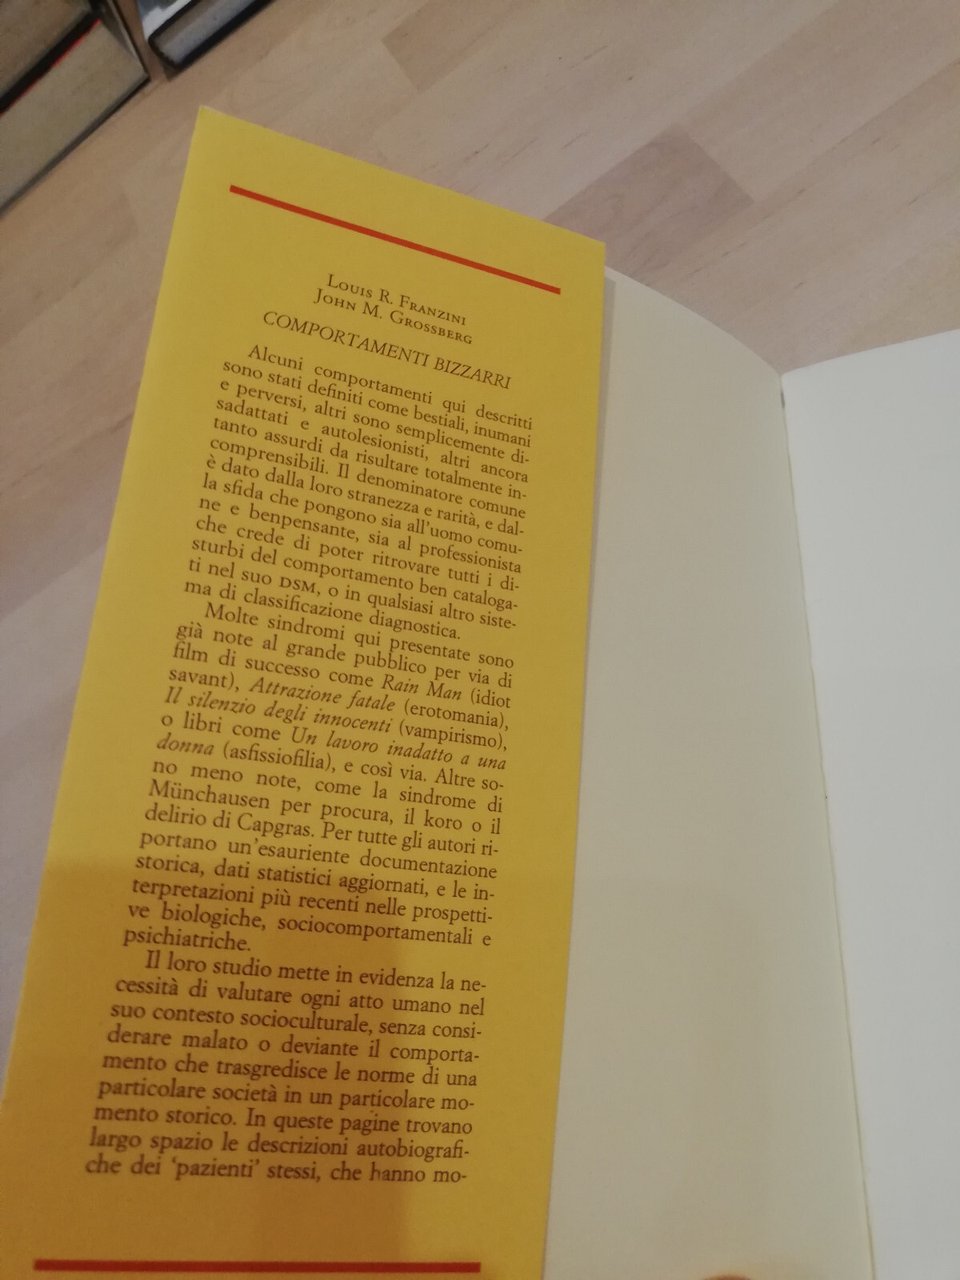 Louis R. Franzini
John M. Grossberg
COMPORTAMENTI BIZZARRI
Alcuni comportamenti qui descritti
sono stati definiti come bestiali, inumani
e perversi, altri sono semplicemente di-
sadattati e autolesionisti, altri ancora
tanto assurdi da risultare totalmente in-
comprensibili. Il denominatore comune
è dato dalla loro stranezza e rarità, e dal-
la sfida che pongono sia all'uomo comu-
ne e benpensante, sia al professionista
che crede di poter ritrovare tutti i di-
sturbi del comportamento ben cataloga-
ti nel suo DSM, o in qualsiasi altro siste-
ma di classificazione diagnostica.
Molte sindromi qui presentate sono
già note al grande pubblico per via di
film di successo come Rain Man (idiot
savant), Attrazione fatale (erotomania),
Il silenzio degli innocenti (vampirismo),
o libri come Un lavoro inadatto a una
donna (asfissiofilia), e così via. Altre so-
no meno note, come la sindrome di
Münchausen per procura, il koro o il
delirio di Capgras. Per tutte gli autori ri-
portano un'esauriente documentazione
storica, dati statistici aggiornati, e le in-
terpretazioni più recenti nelle prospetti-
ve biologiche, sociocomportamentali e
psichiatriche.
Il loro studio mette in evidenza la ne-
cessità di valutare ogni atto umano nel
suo contesto socioculturale, senza consi-
derare malato o deviante il comporta-
mento che trasgredisce le norme di una
particolare società in un particolare mo-
mento storico. In queste pagine trovano
largo spazio le descrizioni autobiografi-
che dei 'pazienti' stessi, che hanno mo-